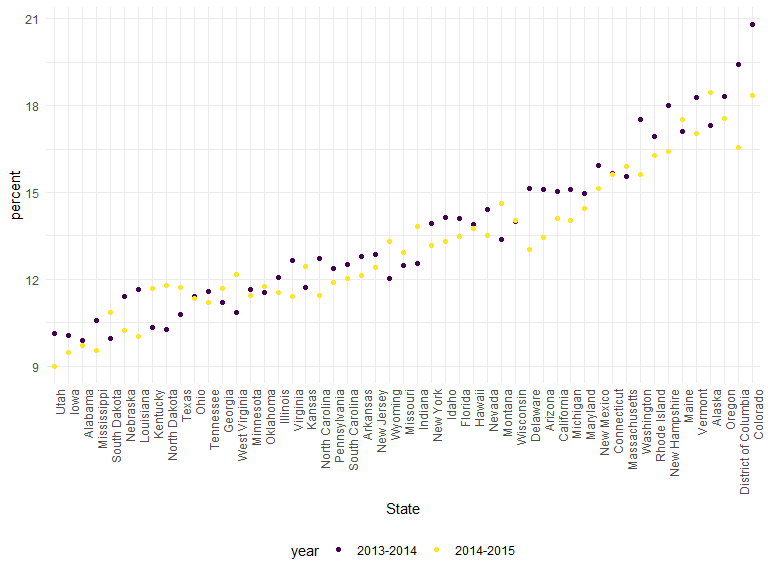 21
18
15
12
9
percent
Utah
Iowa
Alabama
Mississippi
South Dakota
Nebraska
Louisiana
Kentucky
North Dakota
Texas
Ohio
Tennessee
Georgia
West Virginia
Minnesota
Oklahoma
Illinois
Virginia
Kansas
North Carolina
Pennsylvania
South Carolina
Arkansas
New Jersey
Wyoming
Missouri
Indiana
New York
Idaho
Florida
Hawaii
Nevada
Montana
Wisconsin
Delaware
Arizona
California
Maryland
Michigan
New Mexico
Connecticut
Massachusetts
Washington
Rhode Island
New Hampshire
Maine
Vermont
Alaska
Oregon
District of Columbia
Colorado
State
year 2013-2014 2014-2015